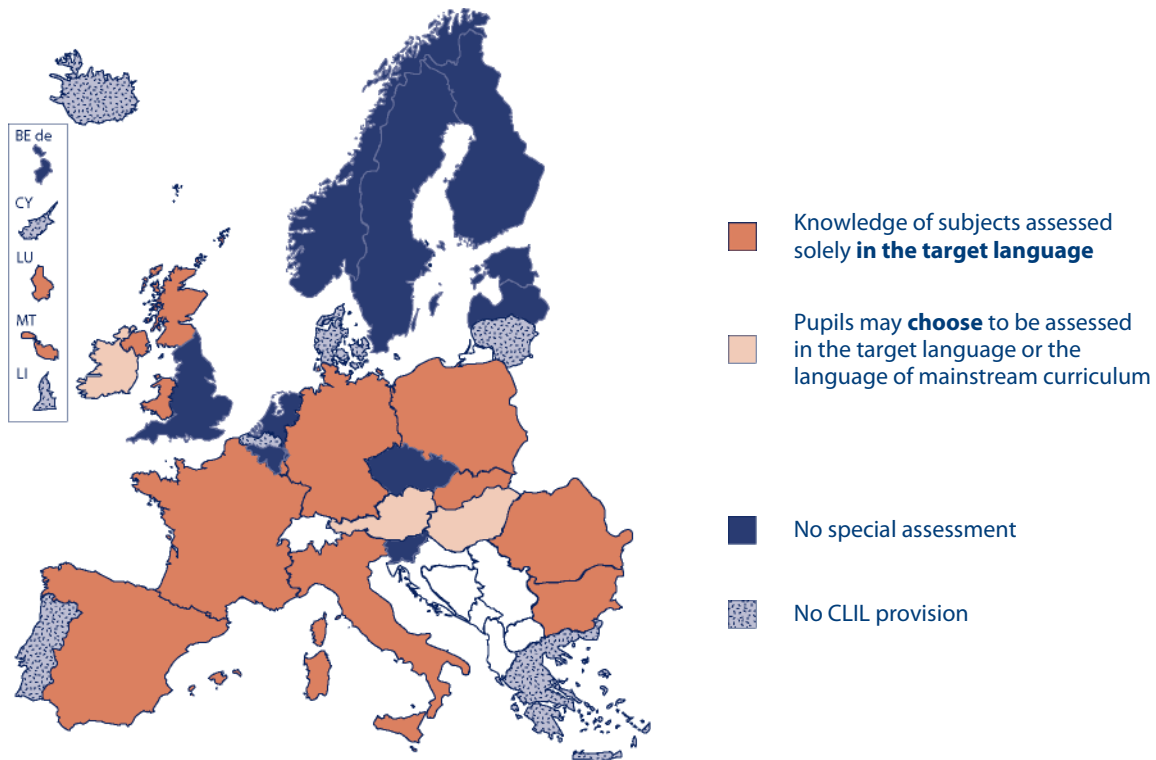 BE de
CY
LU
MT
LI
Knowledge of subjects assessed
solely in the target language
Pupils may choose to be assessed
in the target language or the
language of mainstream curriculum
No special assessment
No CLIL provision